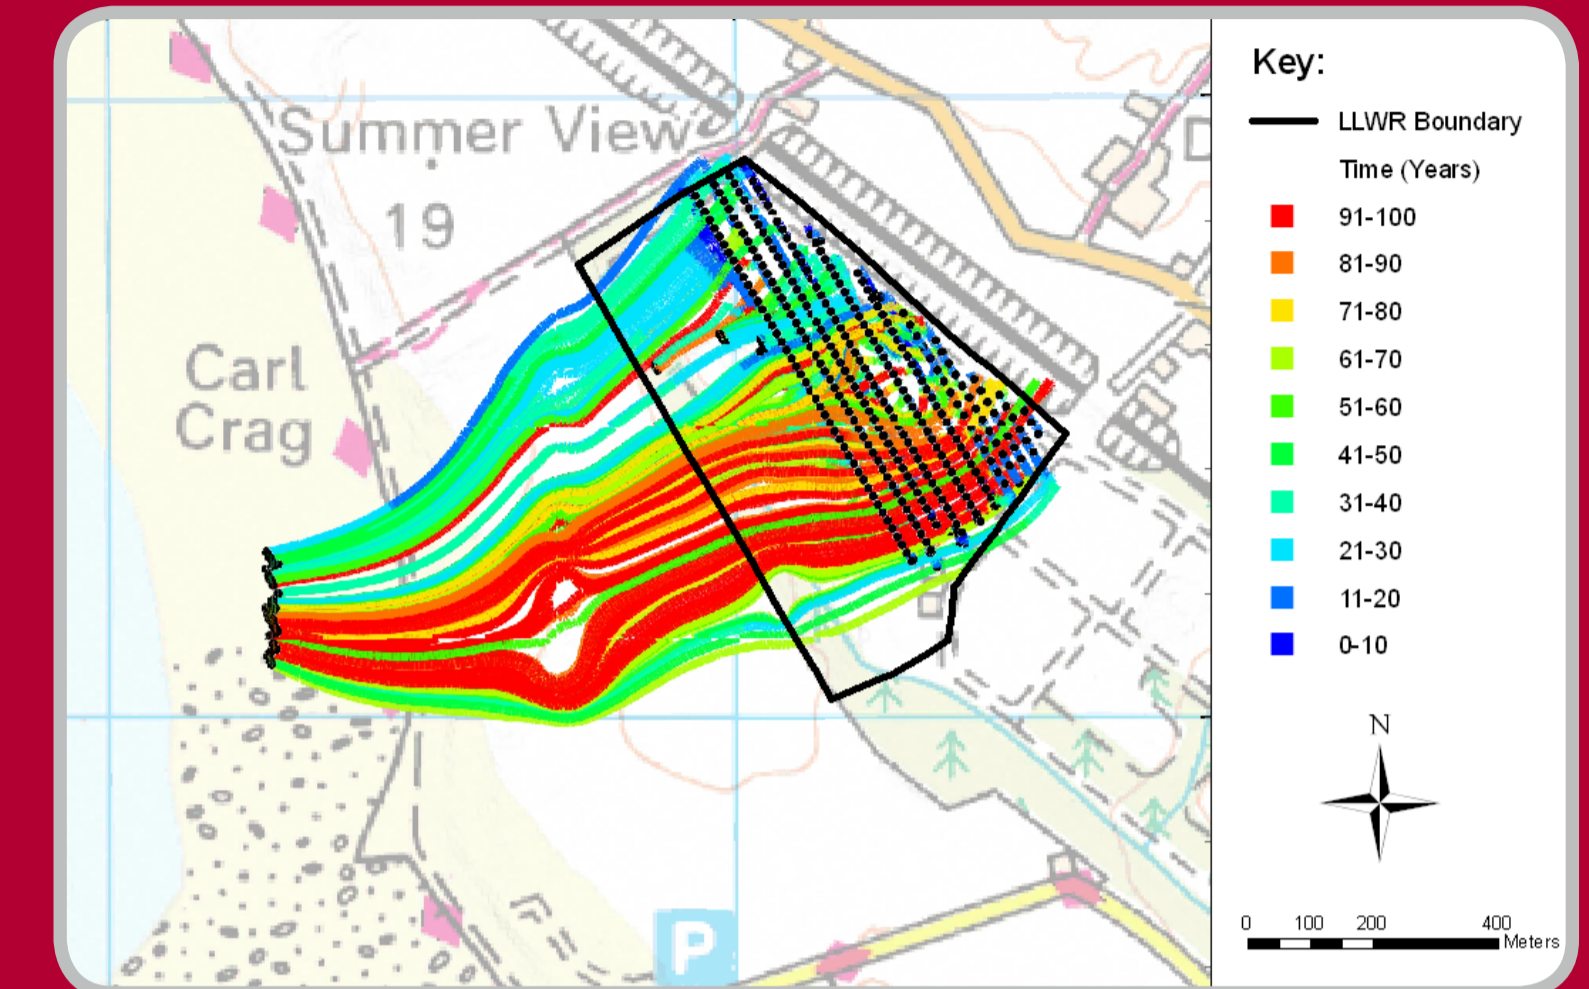 Summer View
19
Carl
Crag
D
P
Key:
LLWR Boundary
Time (Years)
91-100
81-90
71-80
61-70
51-60
41-50
31-40
21-30
11-20
0-10
N
0 100 200 400
Meters